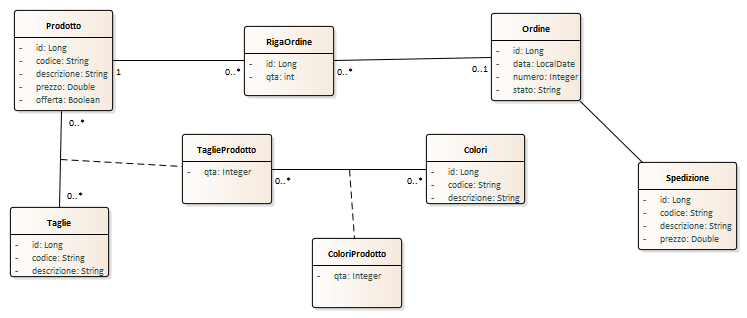 Prodotto
- id: Long
- codice: String
- descrizione: String
- prezzo: Double
- offerta: Boolean
1
0..*
RigaOrdine
- id: Long
- qta: int
0..*
0..1
Ordine
- id: Long
- data: LocalDate
- numero: Integer
- stato: String
0..*
0..*
TaglieProdotto
- qta: Integer
0..*
0..*
Colori
- id: Long
- codice: String
- descrizione: String
Spedizione
- id: Long
- codice: String
- descrizione: String
- prezzo: Double
Taglie
- id: Long
- codice: String
- descrizione: String
ColoriProdotto
- qta: Integer